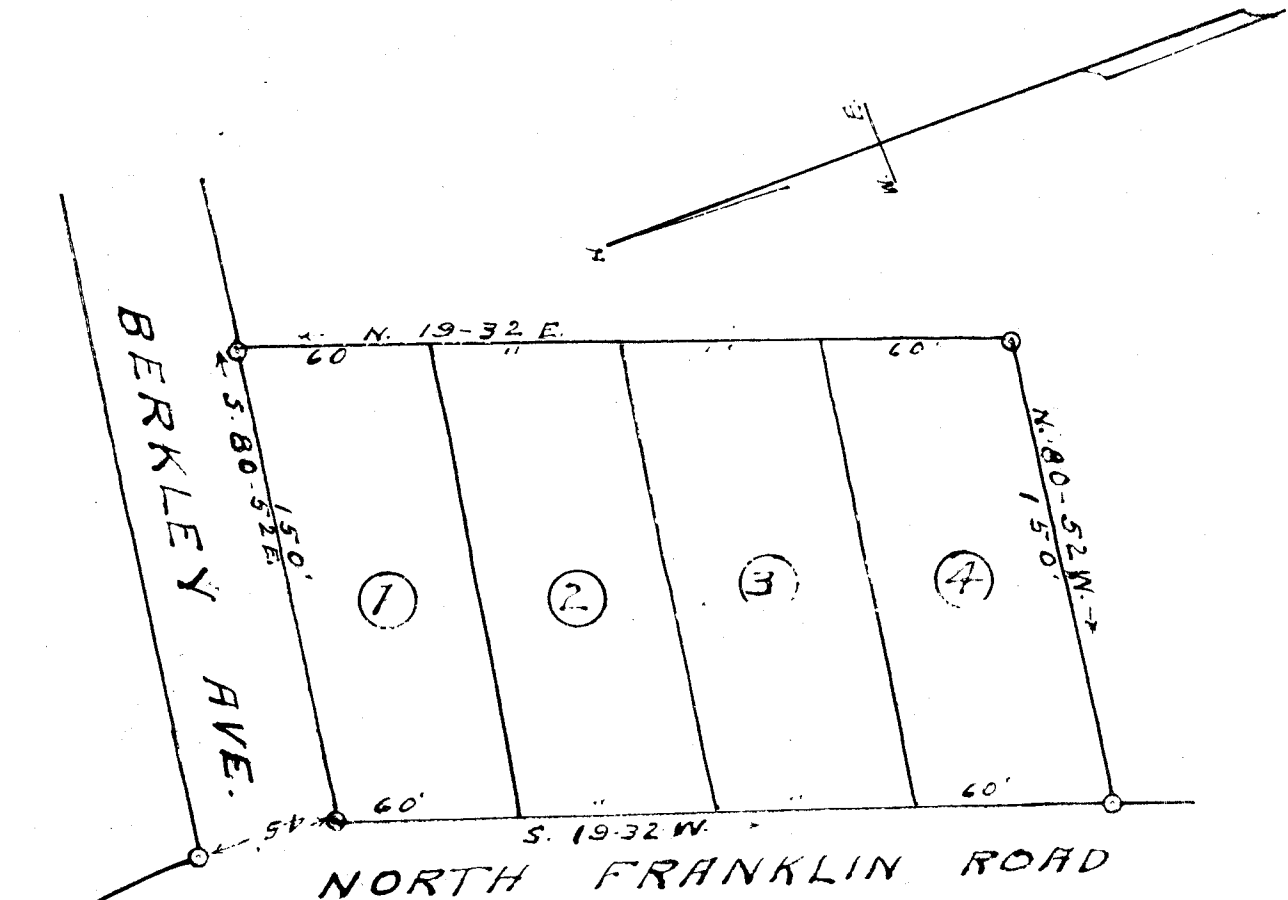 E
W.
N. 19-32 E.
60
"
"
60'
BERKLEY AVE.
S. 80-52 E.
150'
N. 80-52 W.
150'
1
2
3
4
45'
60'
"
"
60'
S. 19-32 W.
NORTH FRANKLIN ROAD